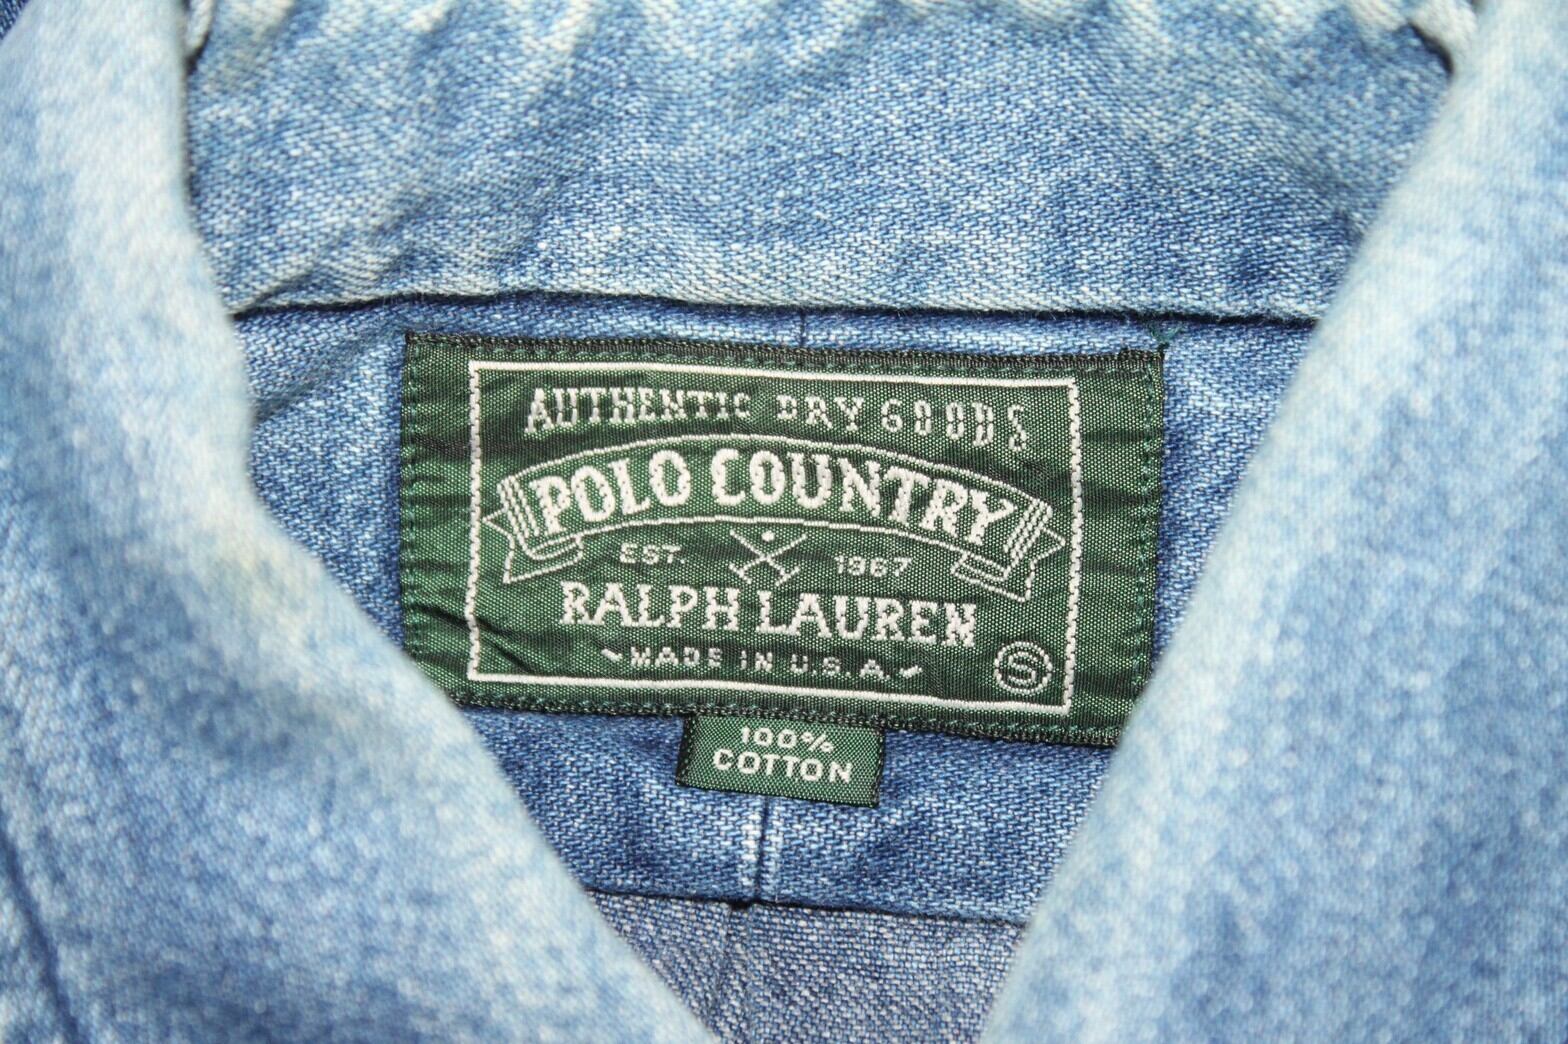 AUTHENTIC DRY GOODS
POLO COUNTRY
EST. 1967
RALPH LAUREN
MADE IN U.S.A.
S
100%
COTTON